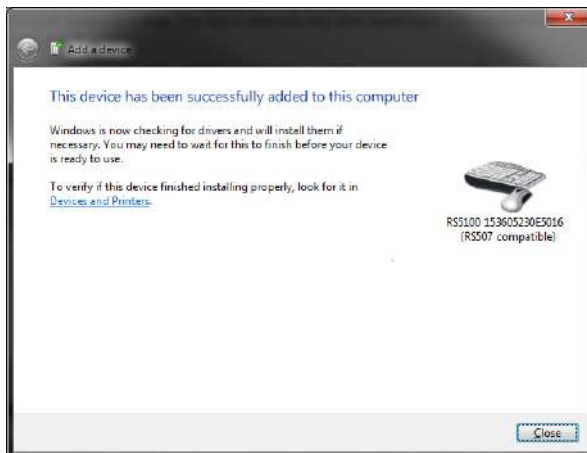 Add a device
This device has been successfully added to this computer
Windows is now checking for drivers and will install them if
necessary. You may need to wait for this to finish before your device
is ready to use.
To verify if this device finished installing properly, look for it in
Devices and Printers.
RS5100 153605230E5016
(RS507 compatible)
Close